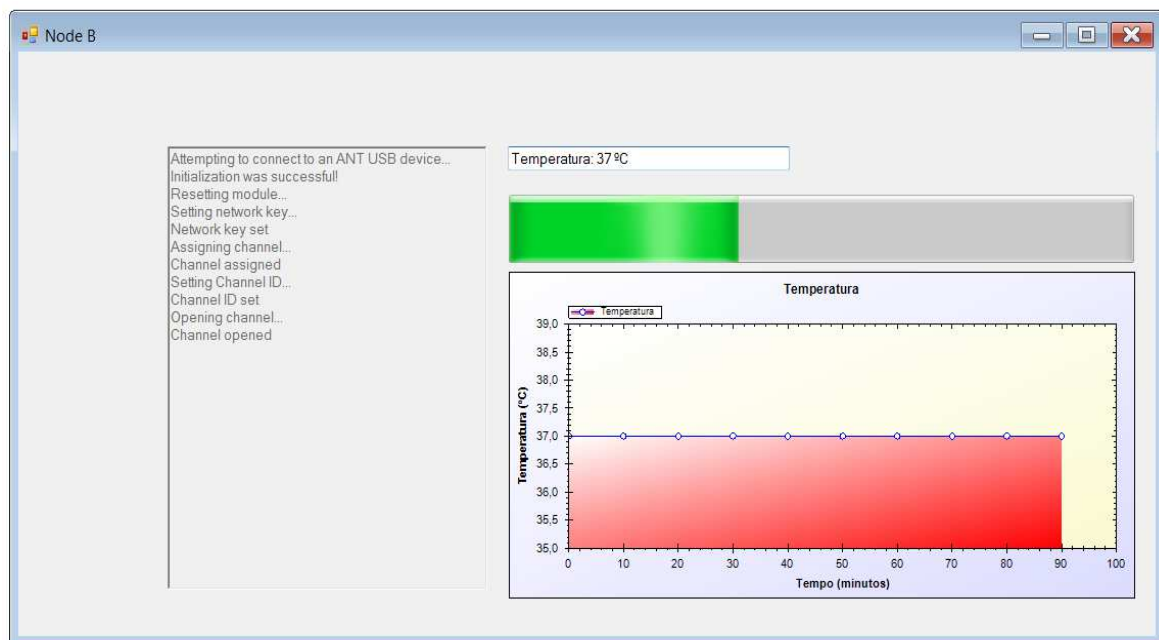 Node B
Attempting to connect to an ANT USB device...
Initialization was successful!
Resetting module...
Setting network key...
Network key set
Assigning channel...
Channel assigned
Setting Channel ID...
Channel ID set
Opening channel...
Channel opened
Temperatura: 37 ºC
Temperatura
Temperatura
39,0
38,5
38,0
37,5
37,0
36,5
36,0
35,5
35,0
Temperatura (°C)
0 10 20 30 40 50 60 70 80 90 100
Tempo (minutos)